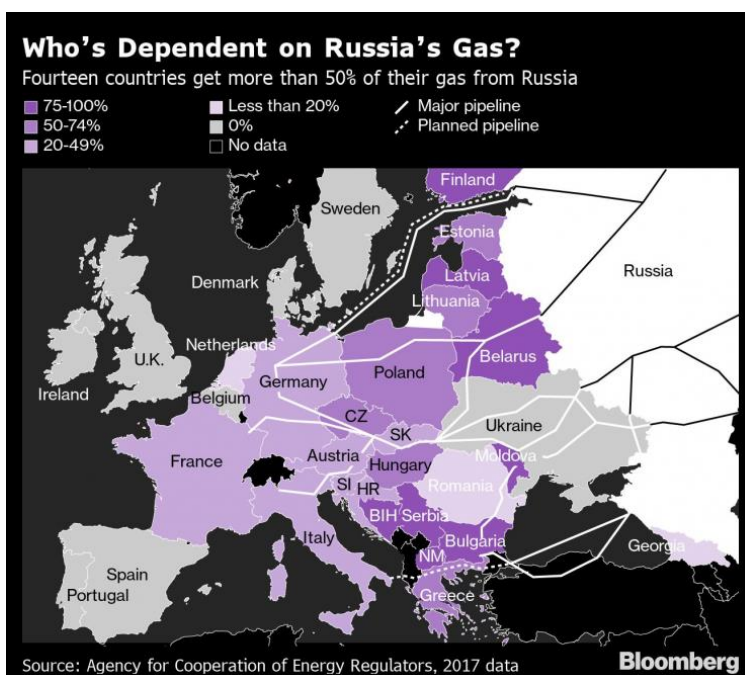 Who's Dependent on Russia's Gas?
Fourteen countries get more than 50% of their gas from Russia
75-100%
Less than 20%
Major pipeline
50-74%
0%
Planned pipeline
20-49%
No data
Finland
Sweden
Estonia
Russia
Latvia
Denmark
Lithuania
Netherlands
U.K.
Belarus
Ireland
Germany
Poland
Belgium
CZ
Ukraine
SK
France
Austria
Moldova
Hungary
SI HR
Romania
BIH Serbia
Italy
Bulgaria
Georgia
NM
Spain
Portugal
Greece
Source: Agency for Cooperation of Energy Regulators, 2017 data
Bloomberg